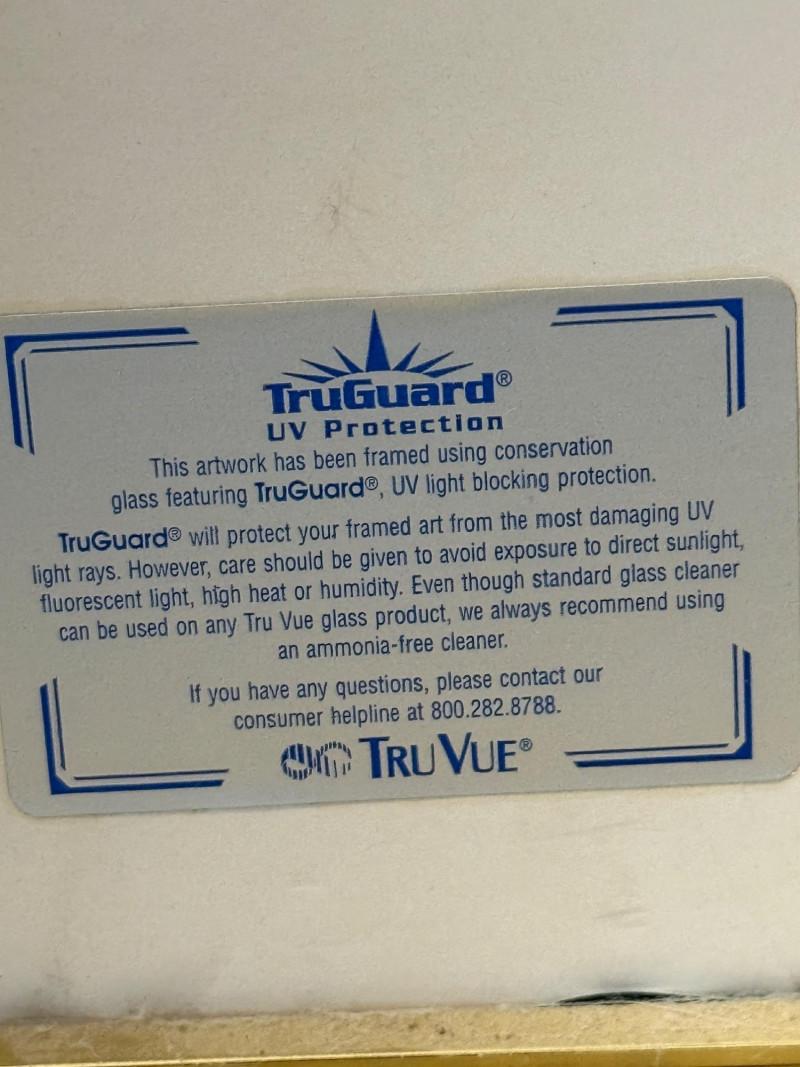 TruGuard®
UV Protection
This artwork has been framed using conservation
glass featuring TruGuard®, UV light blocking protection.
TruGuard® will protect your framed art from the most damaging UV
light rays. However, care should be given to avoid exposure to direct sunlight,
fluorescent light, high heat or humidity. Even though standard glass cleaner
can be used on any Tru Vue glass product, we always recommend using
an ammonia-free cleaner.
If you have any questions, please contact our
consumer helpline at 800.282.8788.
TRU VUE®